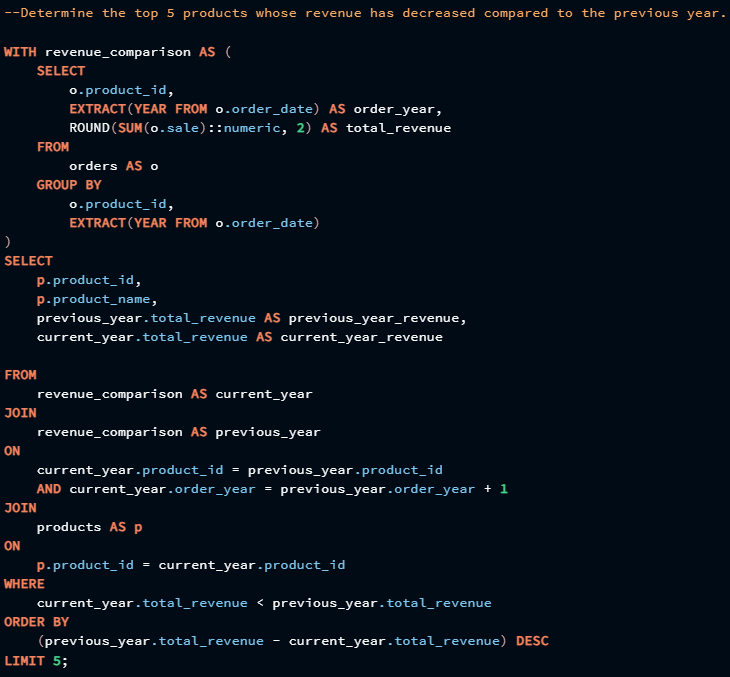 --Determine the top 5 products whose revenue has decreased compared to the previous year.

WITH revenue_comparison AS (
    SELECT
        o.product_id,
        EXTRACT(YEAR FROM o.order_date) AS order_year,
        ROUND(SUM(o.sale)::numeric, 2) AS total_revenue
    FROM
        orders AS o
    GROUP BY
        o.product_id,
        EXTRACT(YEAR FROM o.order_date)
)
SELECT
    p.product_id,
    p.product_name,
    previous_year.total_revenue AS previous_year_revenue,
    current_year.total_revenue AS current_year_revenue

FROM
    revenue_comparison AS current_year
JOIN
    revenue_comparison AS previous_year
ON
    current_year.product_id = previous_year.product_id
    AND current_year.order_year = previous_year.order_year + 1
JOIN
    products AS p
ON
    p.product_id = current_year.product_id
WHERE
    current_year.total_revenue < previous_year.total_revenue
ORDER BY
    (previous_year.total_revenue - current_year.total_revenue) DESC
LIMIT 5;